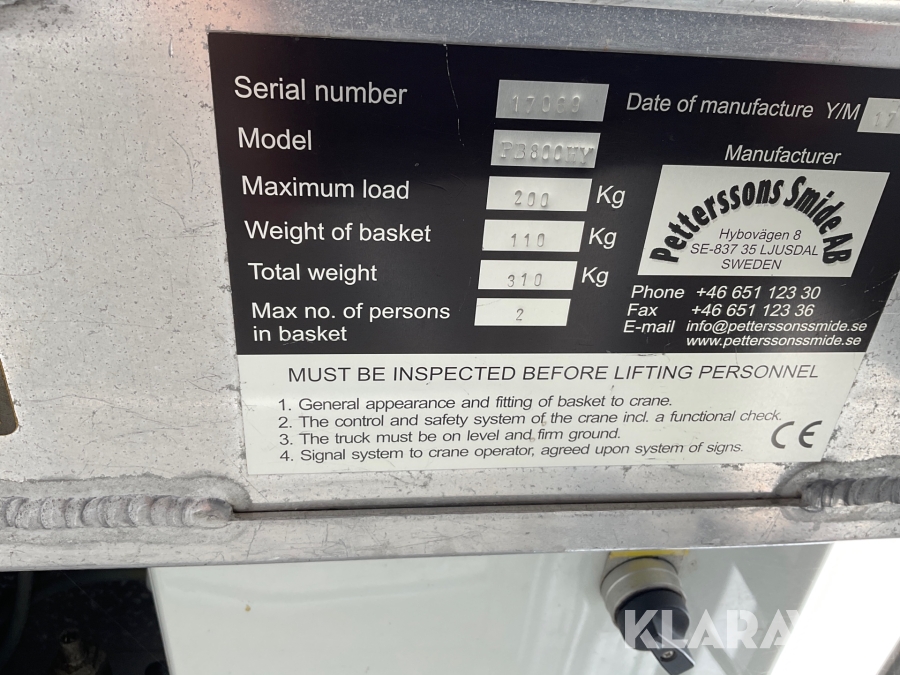 Serial number 17060 Date of manufacture Y/M 17
Model PB800HY
Maximum load 200 Kg
Weight of basket 110 Kg
Total weight 310 Kg
Max no. of persons
in basket 2
Manufacturer
Petterssons Smide AB
Hybovägen 8
SE-837 35 LJUSDAL
SWEDEN
Phone +46 651 123 30
Fax +46 651 123 36
E-mail info@petterssonssmide.se
www.petterssonssmide.se
MUST BE INSPECTED BEFORE LIFTING PERSONNEL
1. General appearance and fitting of basket to crane.
2. The control and safety system of the crane incl. a functional check.
3. The truck must be on level and firm ground.
4. Signal system to crane operator, agreed upon system of signs.
CE